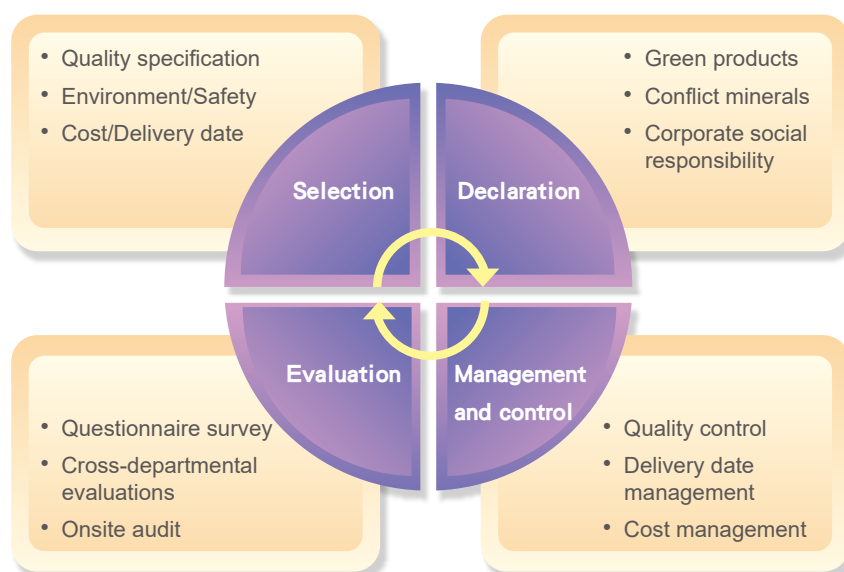 • Quality specification
• Environment/Safety
• Cost/Delivery date
Selection
• Green products
• Conflict minerals
• Corporate social
responsibility
Declaration
Evaluation
• Questionnaire survey
• Cross-departmental
evaluations
• Onsite audit
Management
and control
• Quality control
• Delivery date
management
• Cost management